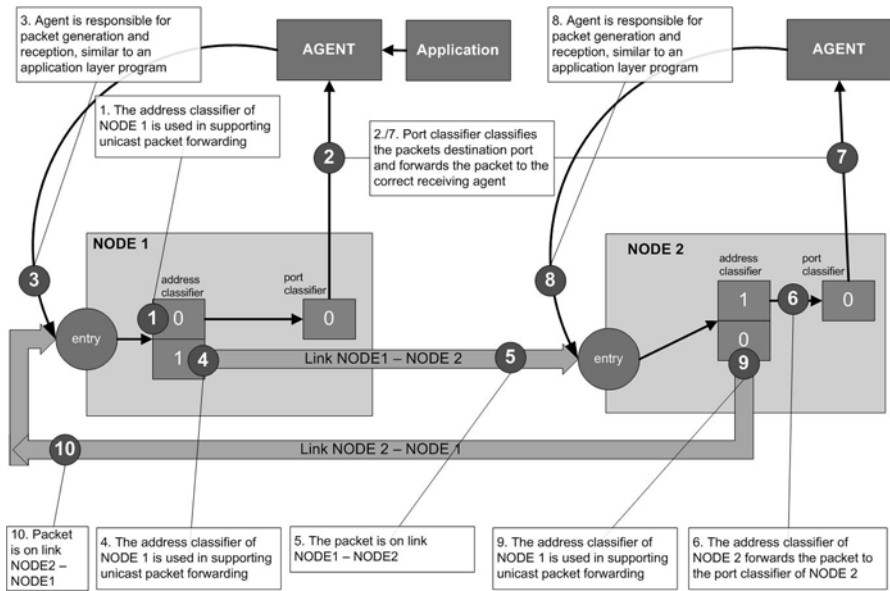 3. Agent is responsible for
packet generation and
reception, similar to an
application layer program
AGENT
Application
8. Agent is responsible for
packet generation and
reception, similar to an
application layer program
AGENT
1. The address classifier of
NODE 1 is used in supporting
unicast packet forwarding
2
2./7. Port classifier classifies
the packets destination port
and forwards the packet to the
correct receiving agent
7
NODE 1
NODE 2
3
address
classifier
port
classifier
8
address
classifier
port
classifier
entry
1
0
0
1
4
Link NODE1 – NODE 2
5
entry
1
6
0
0
9
10
Link NODE 2 – NODE 1
10. Packet
is on link
NODE2 –
NODE1
4. The address classifier of
NODE 1 is used in supporting
unicast packet forwarding
5. The packet is on link
NODE1 – NODE2
9. The address classifier of
NODE 1 is used in supporting
unicast packet forwarding
6. The address classifier of
NODE 2 forwards the packet to
the port classifier of NODE 2